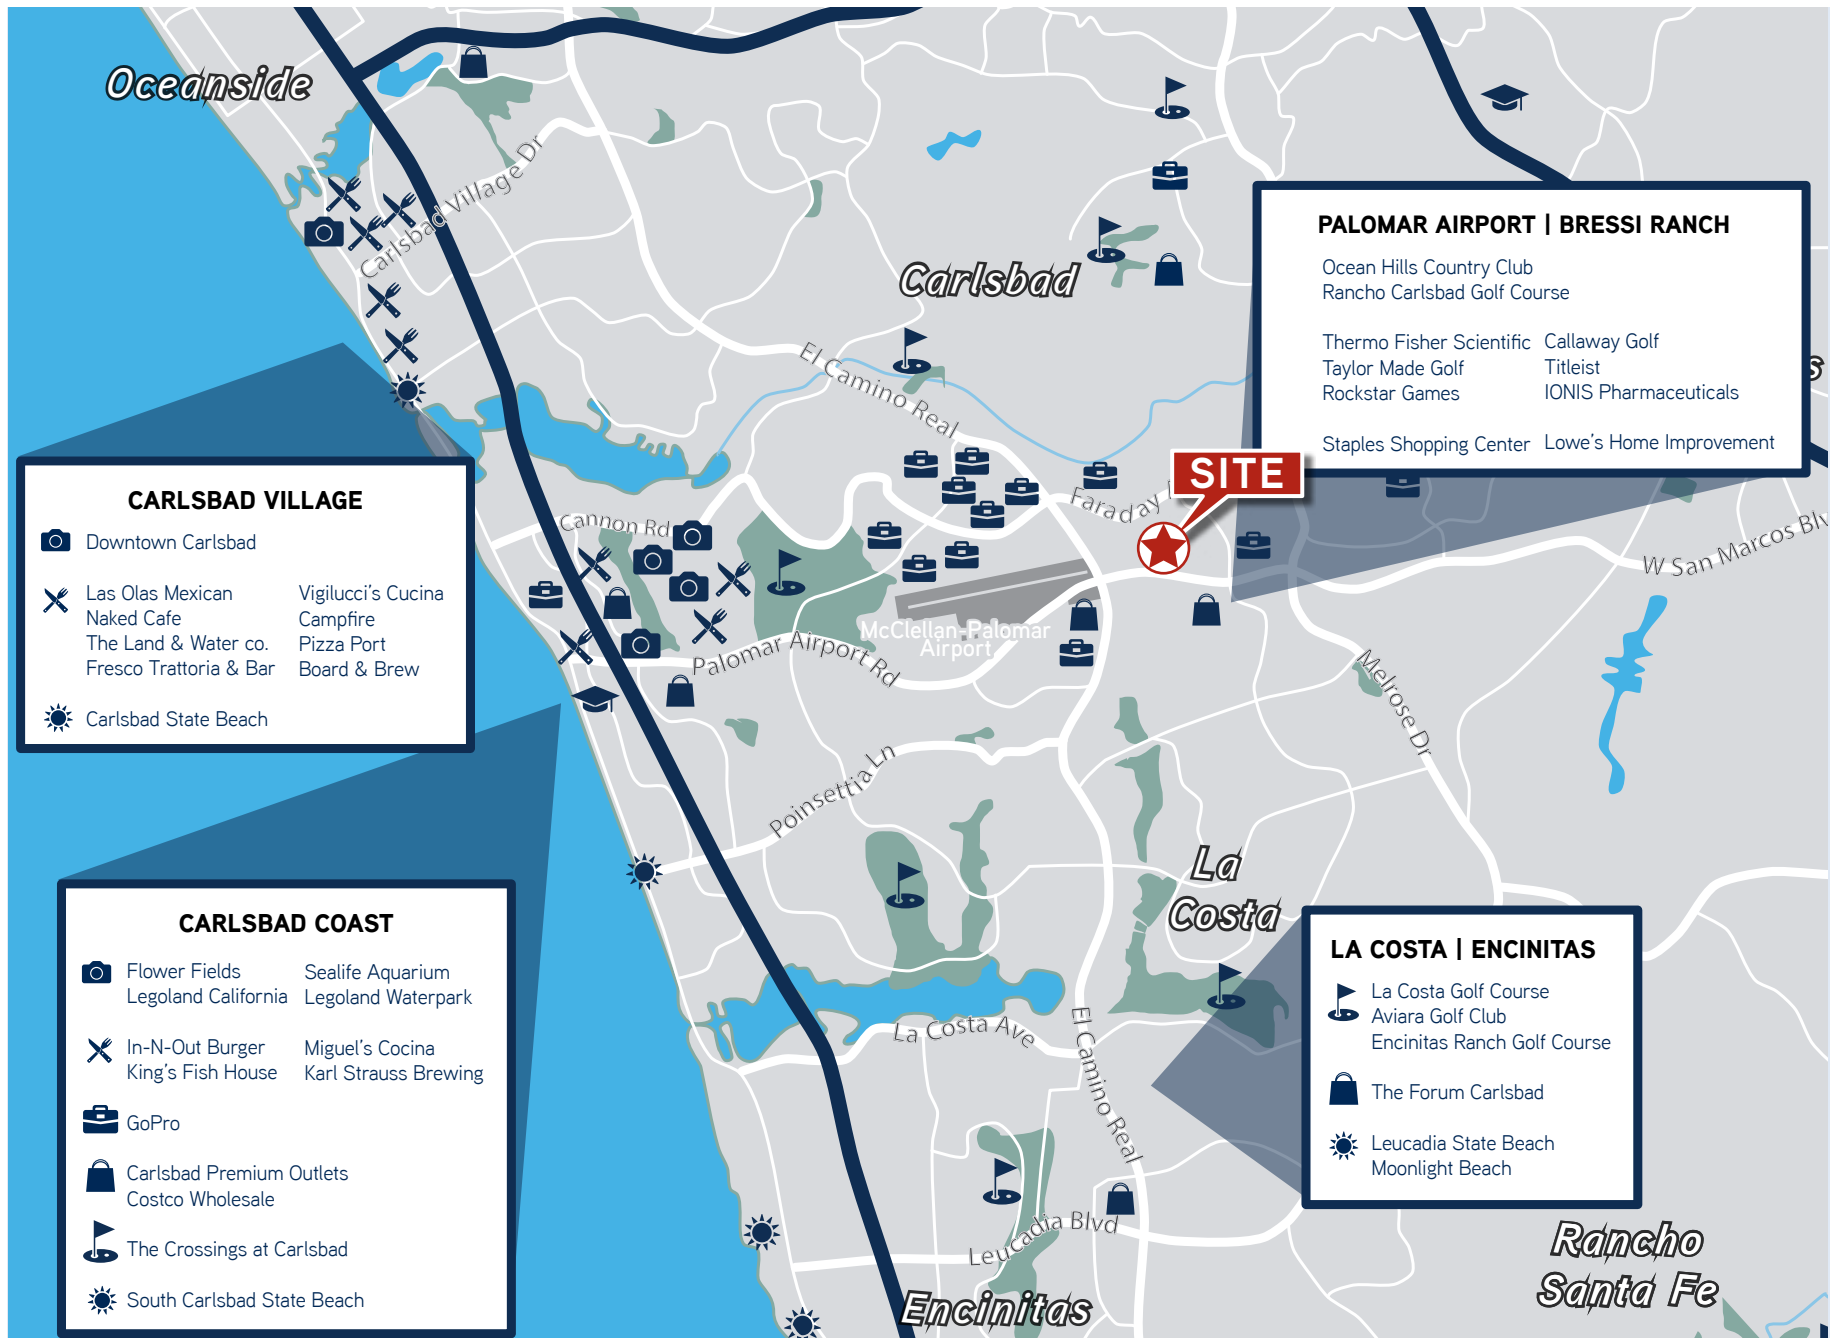 Oceanside
Carlsbad Village Dr
Carlsbad
El Camino Real
PALOMAR AIRPORT | BRESSI RANCH
Ocean Hills Country Club
Rancho Carlsbad Golf Course
Thermo Fisher Scientific Callaway Golf
Taylor Made Golf Titleist
Rockstar Games IONIS Pharmaceuticals
Staples Shopping Center Lowe's Home Improvement
s
SITE
Faraday
Cannon Rd
W San Marcos Blv
McClellan-Palomar
Airport
Palomar Airport Rd
Melrose Dr
Poinsettia Ln
CARLSBAD VILLAGE
Downtown Carlsbad
Las Olas Mexican Vigilucci's Cucina
Naked Cafe Campfire
The Land & Water co. Pizza Port
Fresco Trattoria & Bar Board & Brew
Carlsbad State Beach
La
Costa
CARLSBAD COAST
Flower Fields Sealife Aquarium
Legoland California Legoland Waterpark
In-N-Out Burger Miguel's Cocina
King's Fish House Karl Strauss Brewing
GoPro
Carlsbad Premium Outlets
Costco Wholesale
The Crossings at Carlsbad
South Carlsbad State Beach
La Costa Ave
El Camino Real
LA COSTA | ENCINITAS
La Costa Golf Course
Aviara Golf Club
Encinitas Ranch Golf Course
The Forum Carlsbad
Leucadia State Beach
Moonlight Beach
Leucadia Blvd
Encinitas
Rancho
Santa Fe